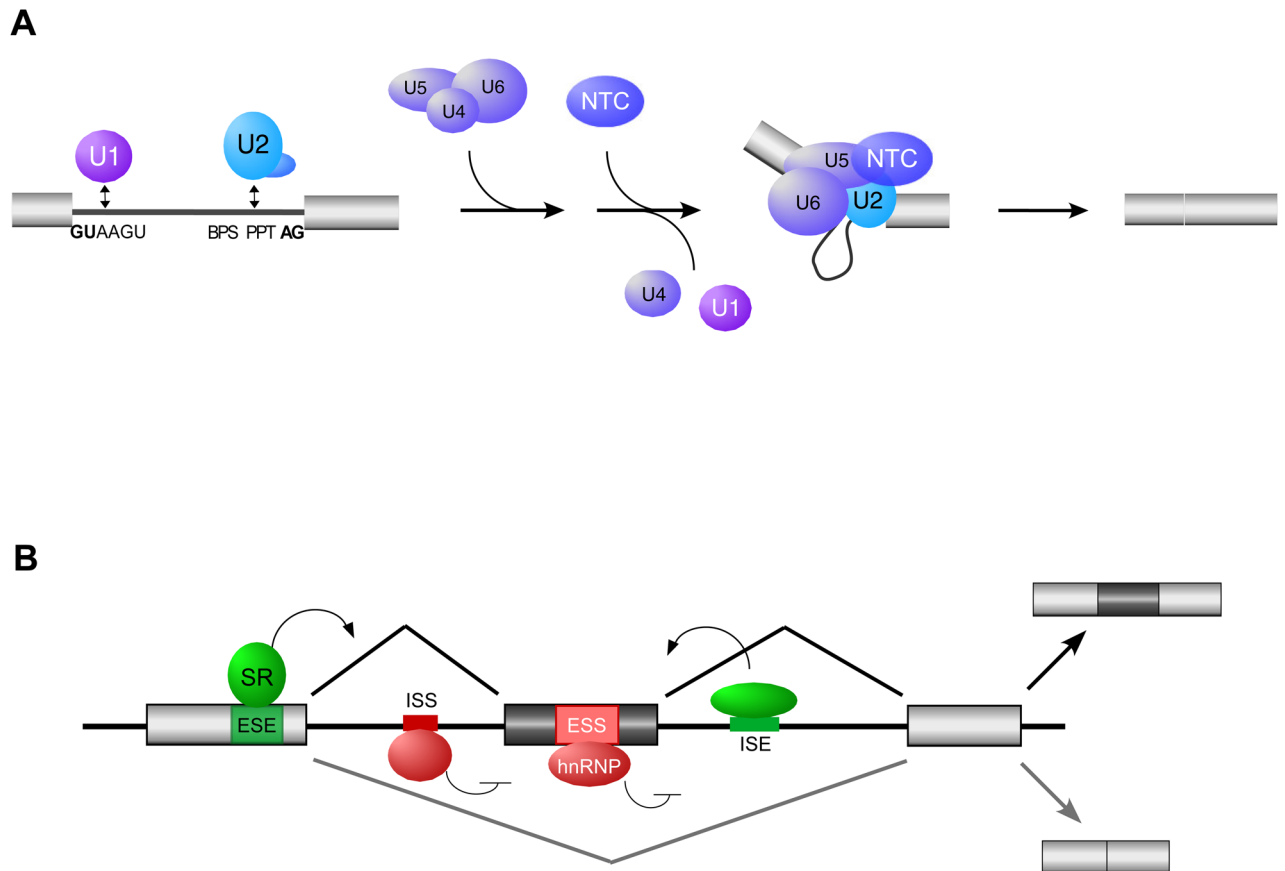 A
U5
U6
U4
NTC
U1
U2
GUAAGU
BPS PPT AG
U4
U1
U5
NTC
U6
U2
B
SR
ESE
ISS
ESS
hnRNP
ISE